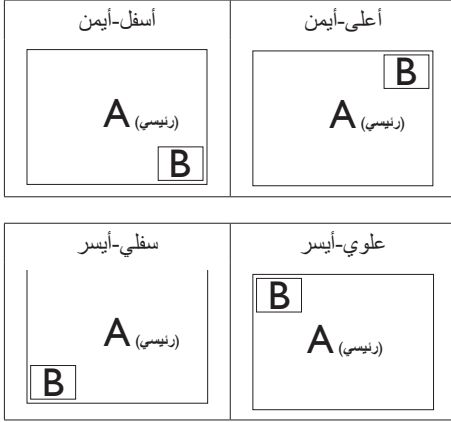 أعلى-أيمن
B
A (رئيسي)
أسفل-أيمن
A (رئيسي)
B
علوي-أيسر
B
A (رئيسي)
سفلي-أيسر
A (رئيسي)
B